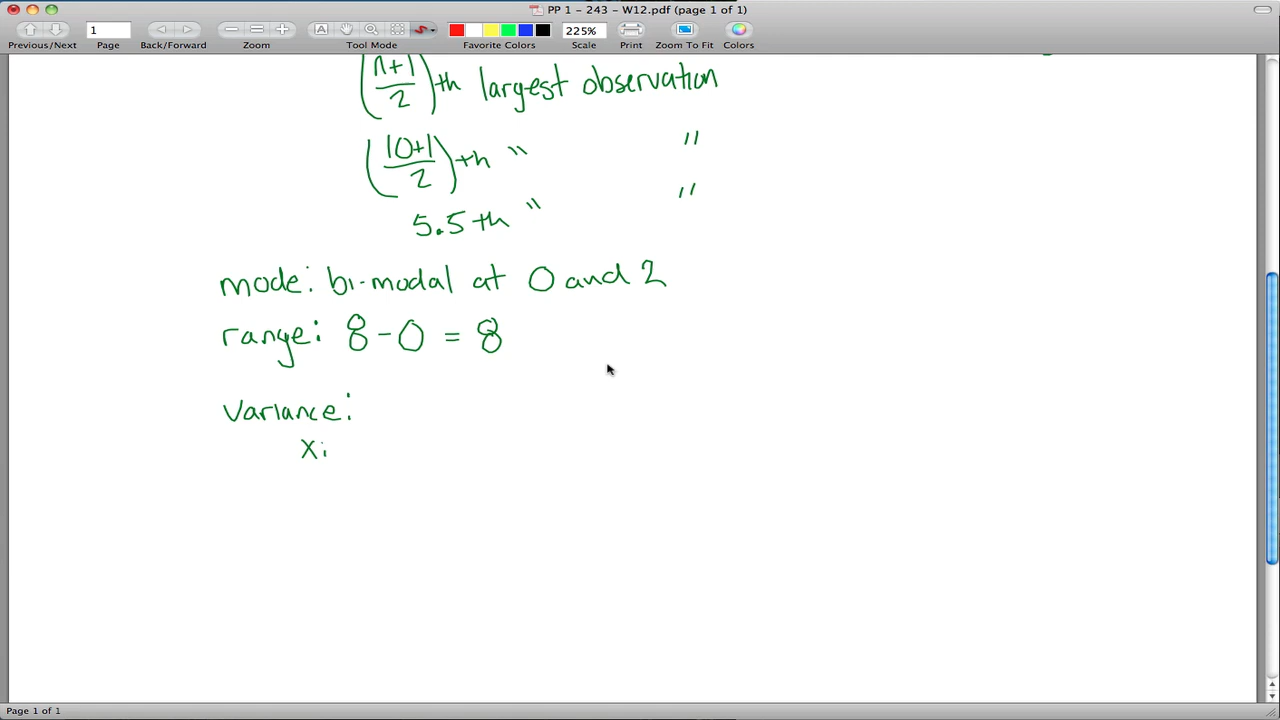 PP 1 - 243 - W12.pdf (page 1 of 1)
1 225%
Previous/Next Page Back/Forward Zoom Tool Mode Favorite Colors Scale Print Zoom To Fit Colors
(n+1/2)th largest observation
(10+1/2)th " "
5.5th " "
mode: bi-modal at 0 and 2
range: 8-0 = 8
Variance:
xi
Page 1 of 1